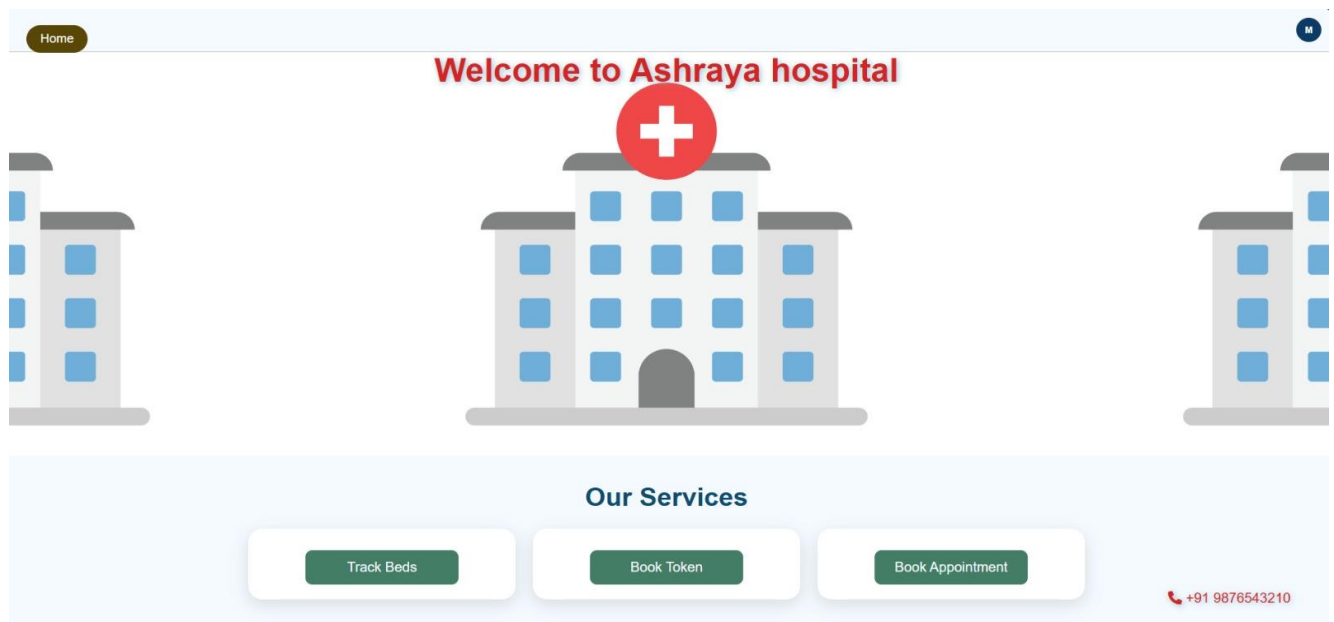 Home
M
Welcome to Ashraya hospital
Our Services
Track Beds
Book Token
Book Appointment
+91 9876543210